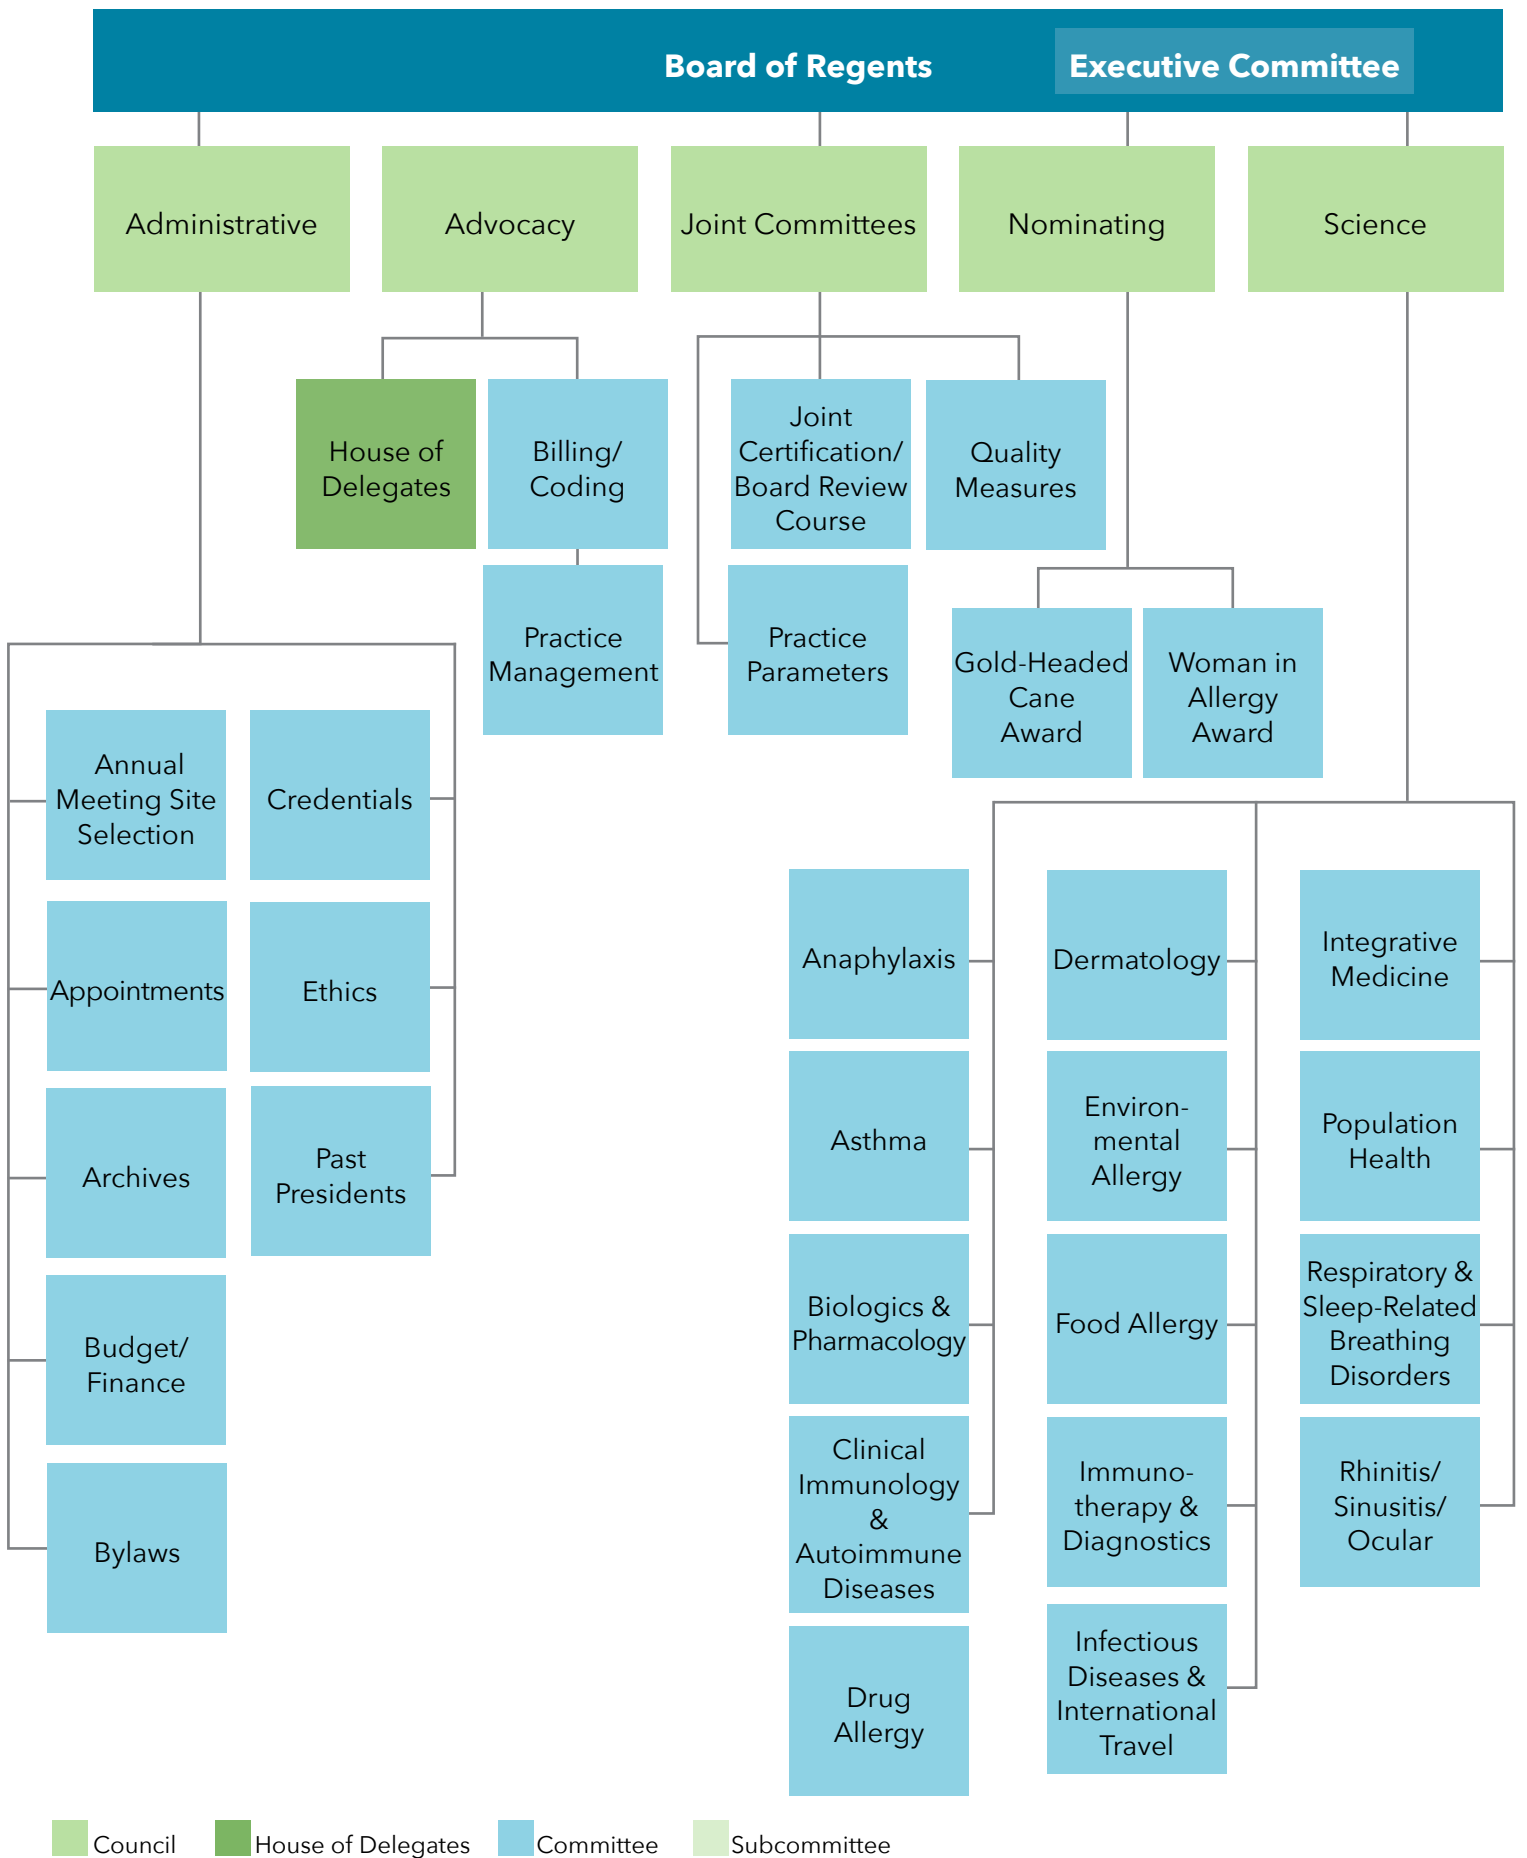 Board of Regents
Executive Committee
Administrative
Advocacy
Joint Committees
Nominating
Science
House of
Delegates
Billing/
Coding
Joint
Certification/
Board Review
Course
Quality
Measures
Practice
Management
Practice
Parameters
Gold-Headed
Cane
Award
Woman in
Allergy
Award
Annual
Meeting Site
Selection
Credentials
Appointments
Ethics
Archives
Past
Presidents
Budget/
Finance
Bylaws
Anaphylaxis
Dermatology
Integrative
Medicine
Asthma
Environ-
mental
Allergy
Population
Health
Biologics &
Pharmacology
Food Allergy
Respiratory &
Sleep-Related
Breathing
Disorders
Clinical
Immunology
&
Autoimmune
Diseases
Immuno-
therapy &
Diagnostics
Rhinitis/
Sinusitis/
Ocular
Drug
Allergy
Infectious
Diseases &
International
Travel
Council
House of Delegates
Committee
Subcommittee